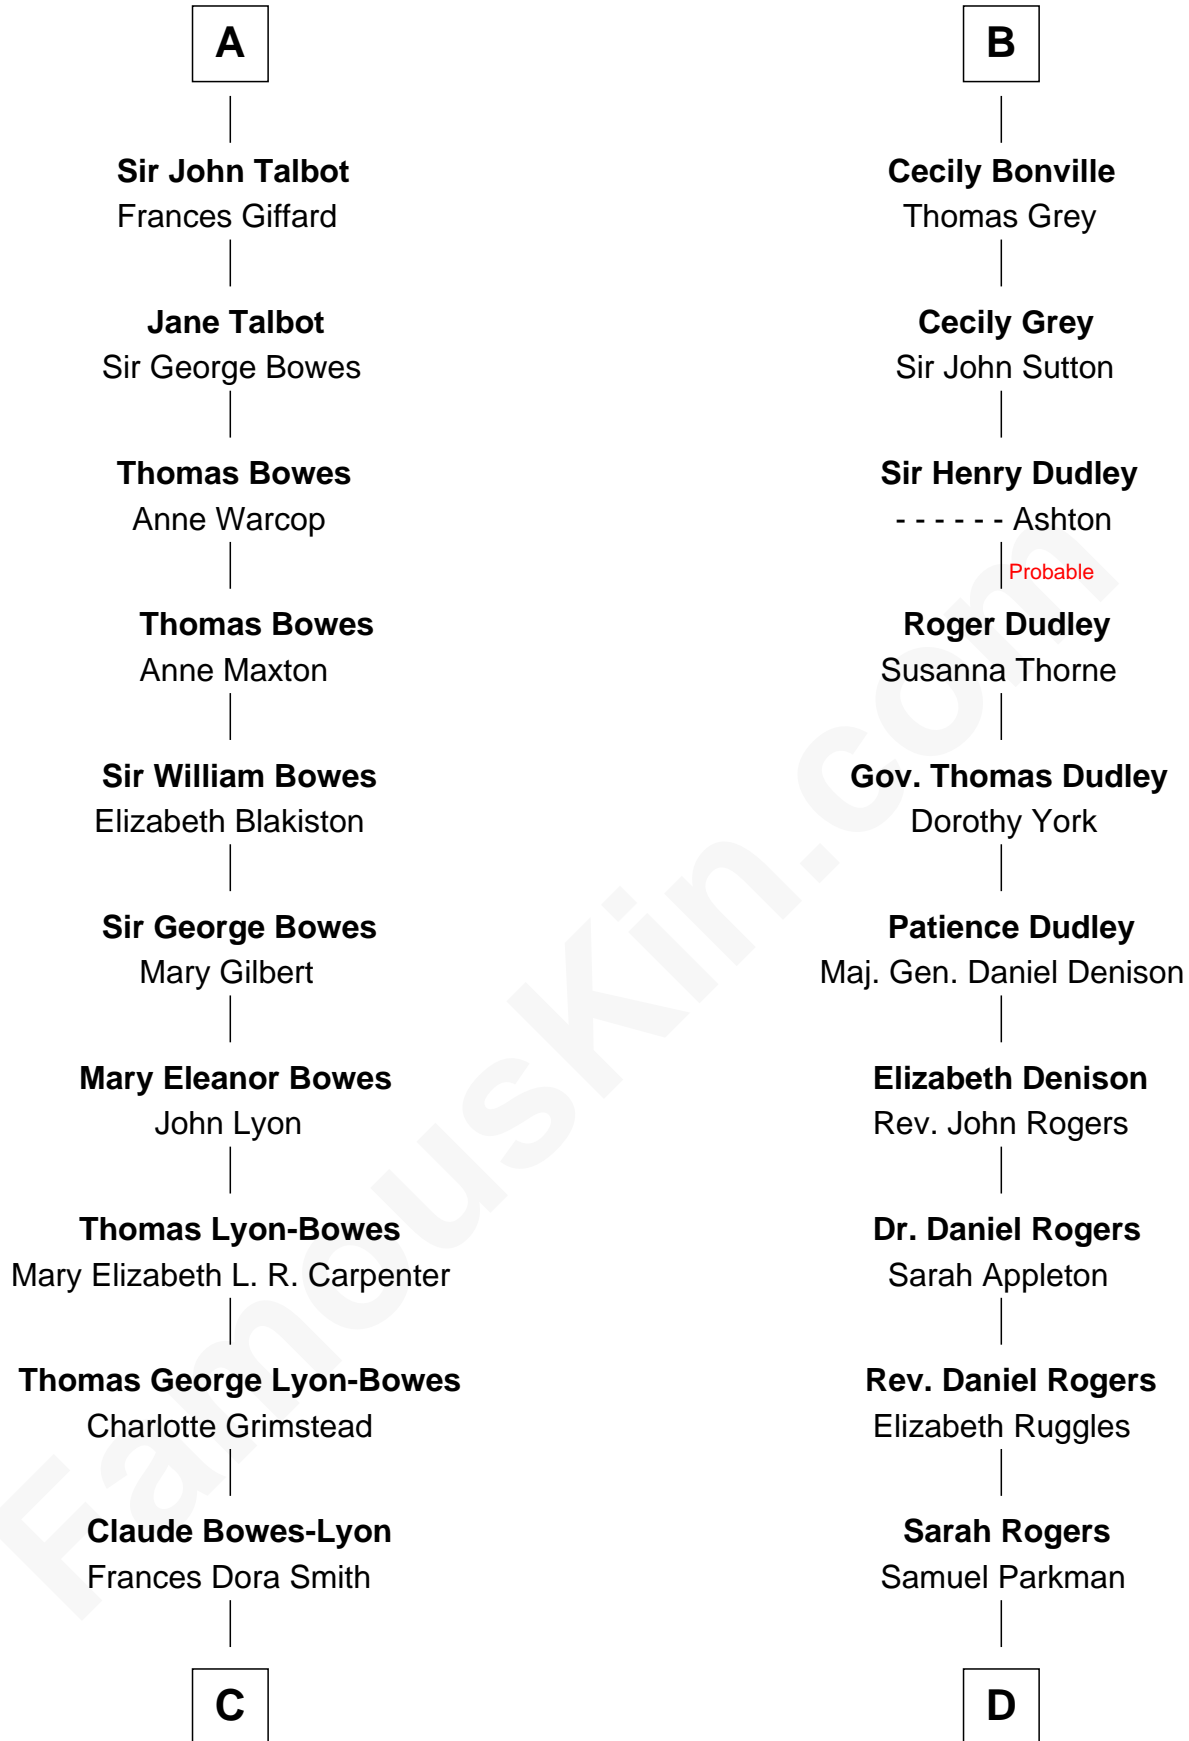 A
Sir John Talbot
Frances Giffard
Jane Talbot
Sir George Bowes
Thomas Bowes
Anne Warcop
Thomas Bowes
Anne Maxton
Sir William Bowes
Elizabeth Blakiston
Sir George Bowes
Mary Gilbert
Mary Eleanor Bowes
John Lyon
Thomas Lyon-Bowes
Mary Elizabeth L. R. Carpenter
Thomas George Lyon-Bowes
Charlotte Grimstead
Claude Bowes-Lyon
Frances Dora Smith
C
B
Cecily Bonville
Thomas Grey
Cecily Grey
Sir John Sutton
Sir Henry Dudley
- - - - - - Ashton
Probable
Roger Dudley
Susanna Thorne
Gov. Thomas Dudley
Dorothy York
Patience Dudley
Maj. Gen. Daniel Denison
Elizabeth Denison
Rev. John Rogers
Dr. Daniel Rogers
Sarah Appleton
Rev. Daniel Rogers
Elizabeth Ruggles
Sarah Rogers
Samuel Parkman
D
FamousKin.com